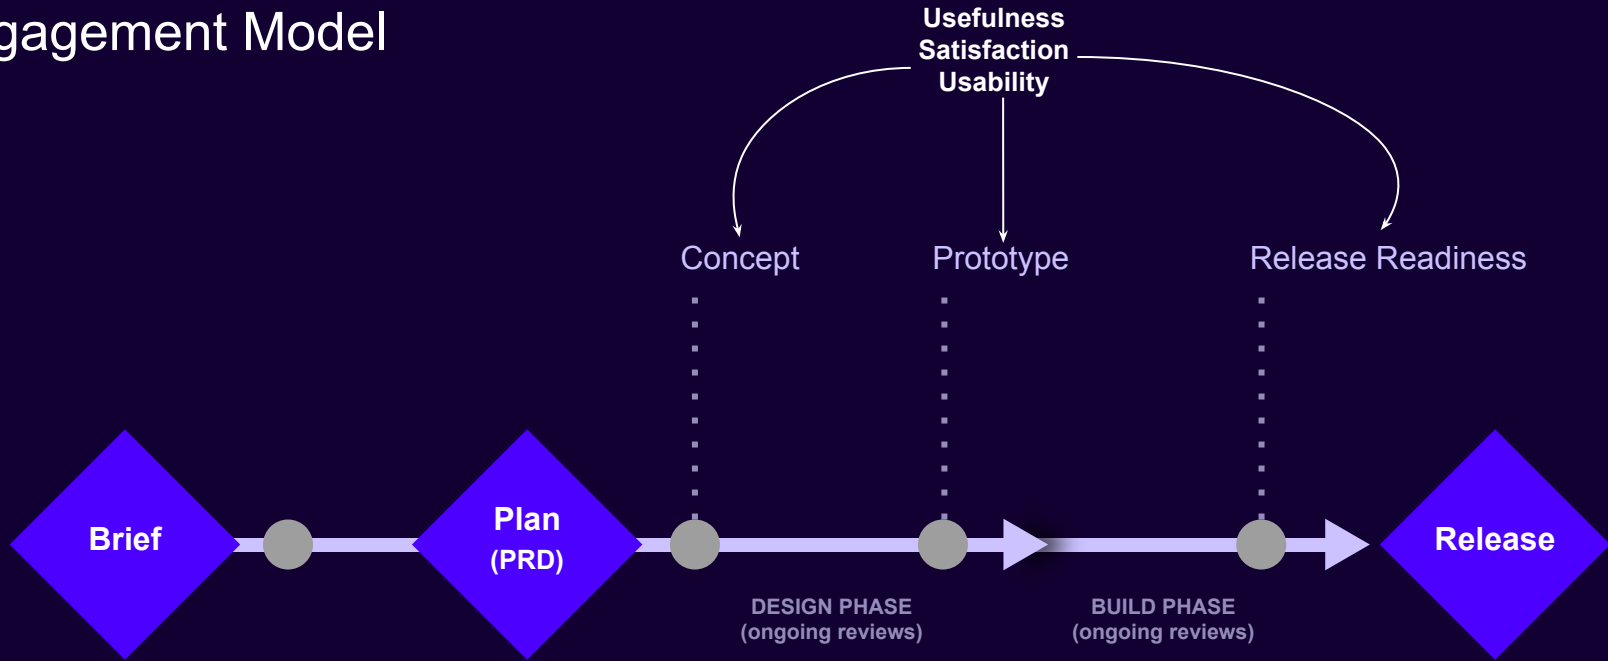 gagement Model
Usefulness
Satisfaction
Usability
Concept
Prototype
Release Readiness
Brief
Plan
(PRD)
Release
DESIGN PHASE
(ongoing reviews)
BUILD PHASE
(ongoing reviews)